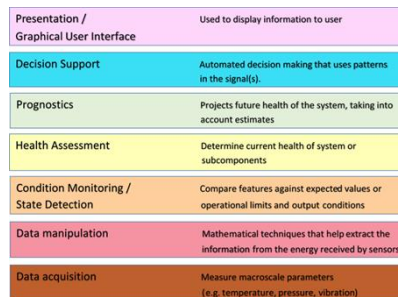 Presentation /
Graphical User Interface
Used to display information to user
Decision Support
Automated decision making that uses patterns
in the signal(s).
Prognostics
Projects future health of the system, taking into
account estimates
Health Assessment
Determine current health of system or
subcomponents
Condition Monitoring /
State Detection
Compare features against expected values or
operational limits and output conditions
Data manipulation
Mathematical techniques that help extract the
information from the energy received by sensors
Data acquisition
Measure macroscale parameters
(e.g. temperature, pressure, vibration)